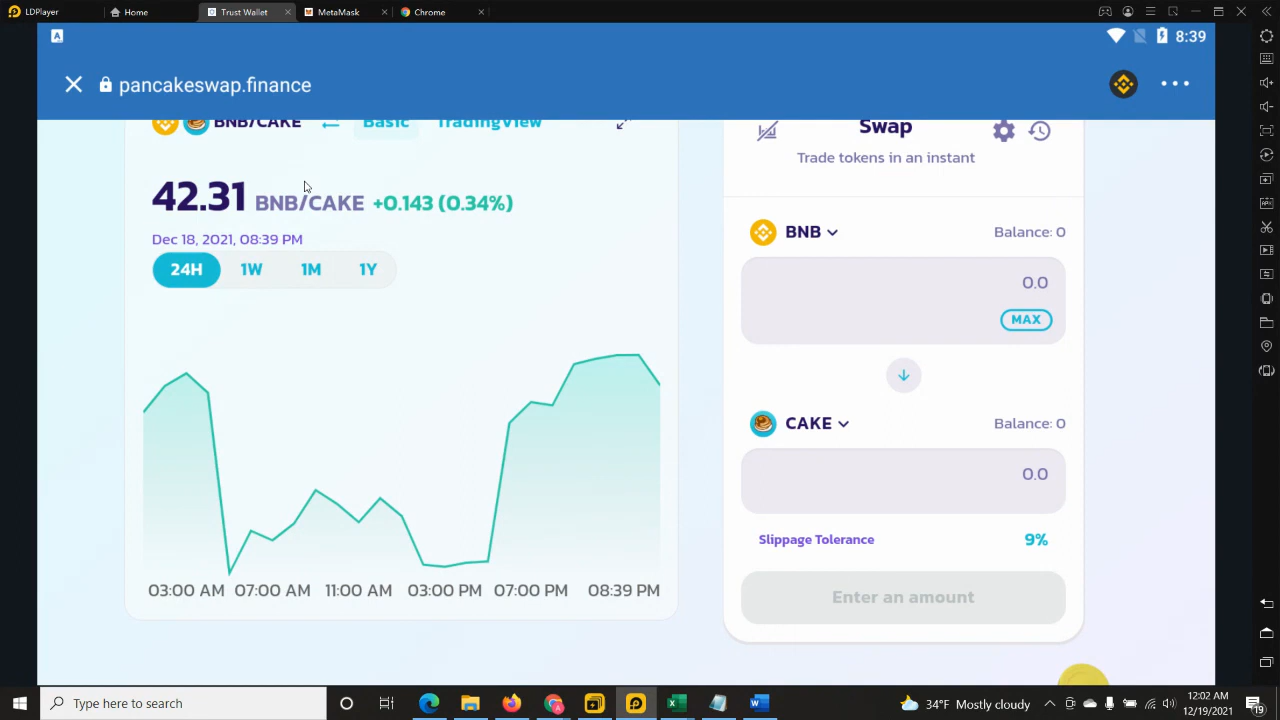 LDPlayer
Home
Trust Wallet
MetaMask
Chrome
A
8:39
pancakeswap.finance
BNB/CAKE
Basic
TradingView
42.31 BNB/CAKE +0.143 (0.34%)
Dec 18, 2021, 08:39 PM
24H 1W 1M 1Y
03:00 AM 07:00 AM 11:00 AM 03:00 PM 07:00 PM 08:39 PM
Swap
Trade tokens in an instant
BNB
Balance: 0
0.0
MAX
CAKE
Balance: 0
0.0
Slippage Tolerance 9%
Enter an amount
Type here to search
34°F Mostly cloudy
12:02 AM
12/19/2021
19